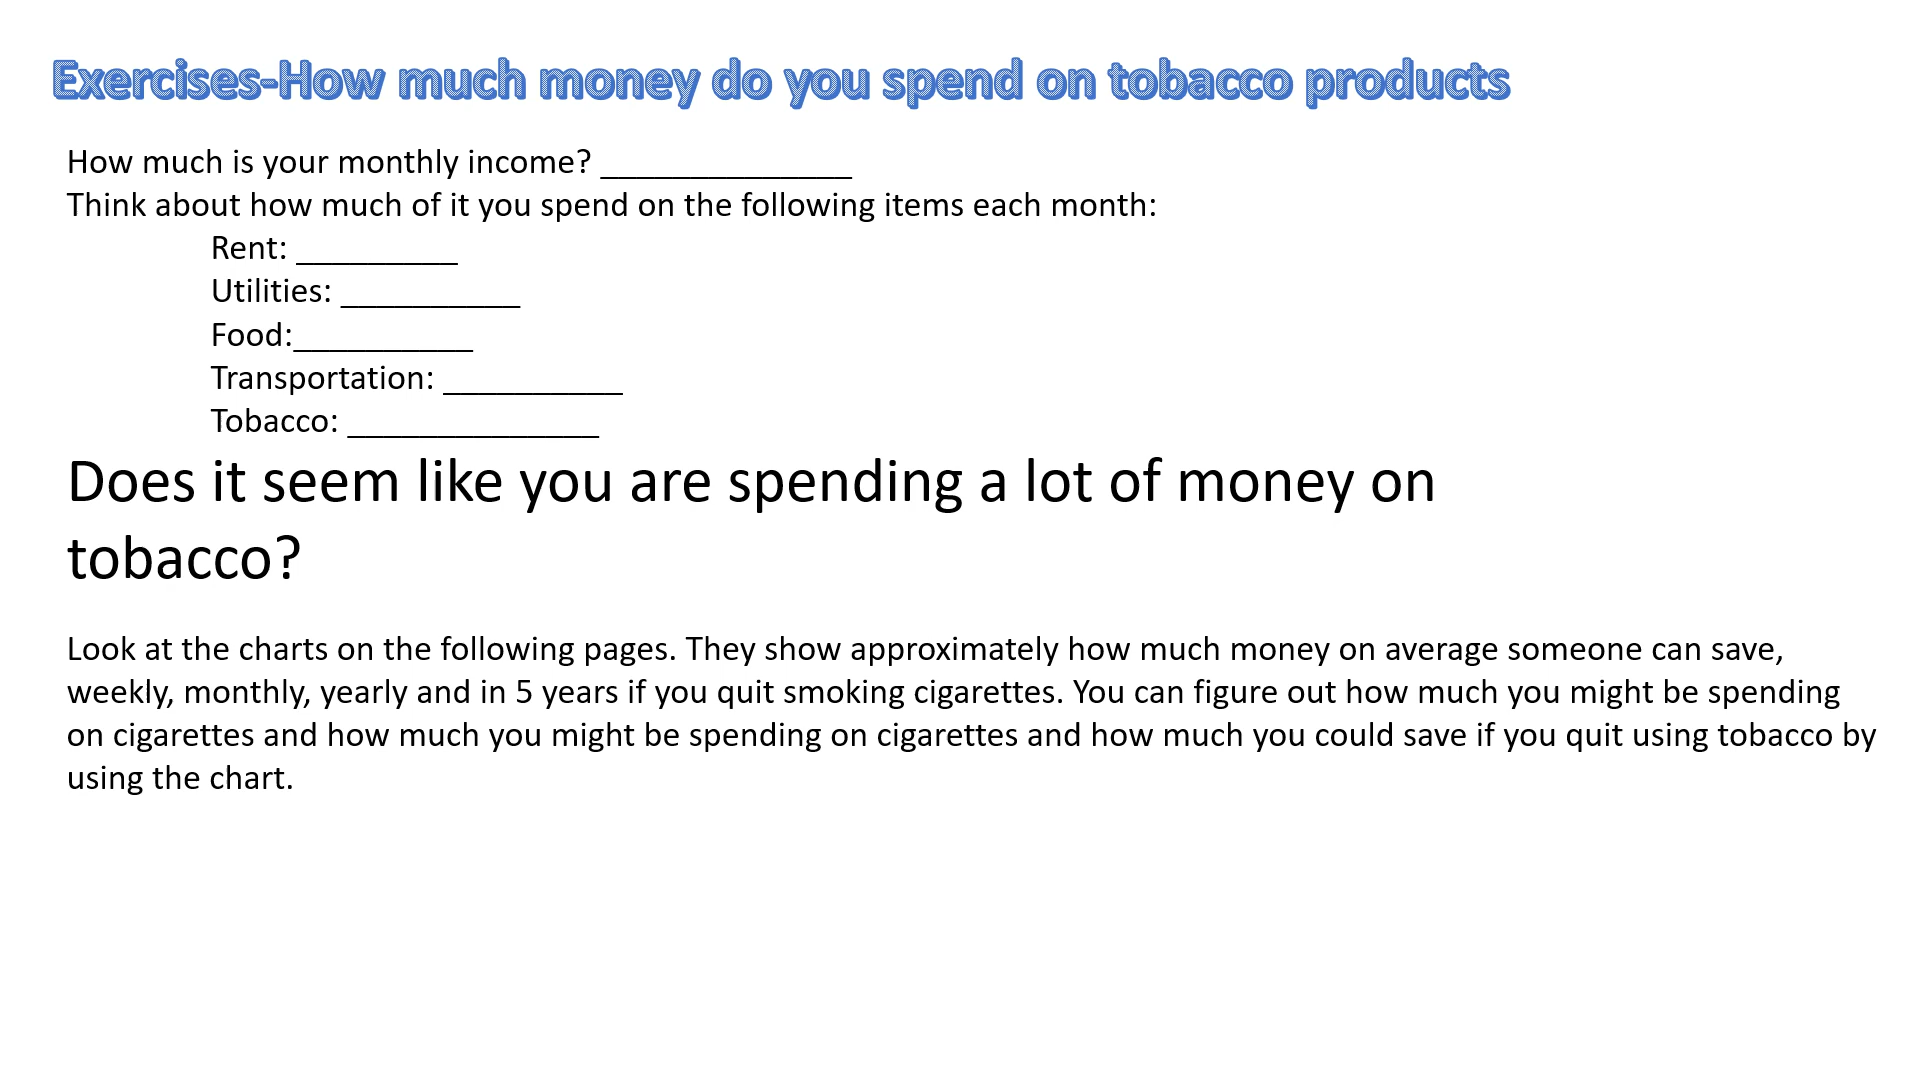 Exercises-How much money do you spend on tobacco products
How much is your monthly income? ______________
Think about how much of it you spend on the following items each month:
Rent: _________
Utilities: __________
Food:__________
Transportation: __________
Tobacco: ______________
Does it seem like you are spending a lot of money on
tobacco?
Look at the charts on the following pages. They show approximately how much money on average someone can save,
weekly, monthly, yearly and in 5 years if you quit smoking cigarettes. You can figure out how much you might be spending
on cigarettes and how much you might be spending on cigarettes and how much you could save if you quit using tobacco by
using the chart.